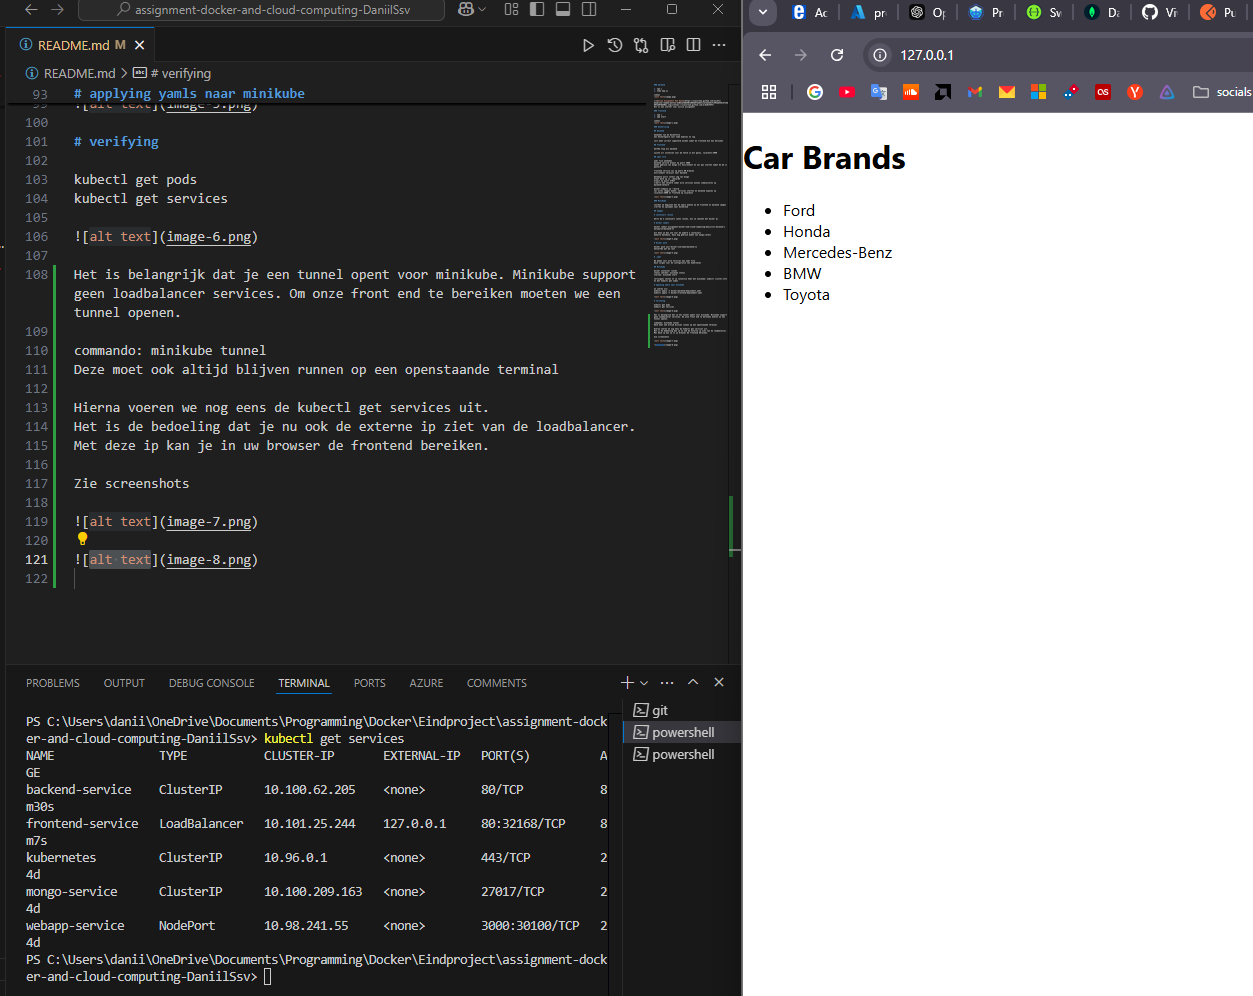 assignment-docker-and-cloud-computing-DaniilSsv
README.md M
README.md > # verifying
93 # applying yamls naar minikube
99 ![alt text](image-5.png)
100
101 # verifying
102
103 kubectl get pods
104 kubectl get services
105
106 ![alt text](image-6.png)
107
108 Het is belangrijk dat je een tunnel opent voor minikube. Minikube support
geen loadbalancer services. Om onze front end te bereiken moeten we een
tunnel openen.
109
110 commando: minikube tunnel
111 Deze moet ook altijd blijven runnen op een openstaande terminal
112
113 Hierna voeren we nog eens de kubectl get services uit.
114 Het is de bedoeling dat je nu ook de externe ip ziet van de loadbalancer.
115 Met deze ip kan je in uw browser de frontend bereiken.
116
117 Zie screenshots
118
119 ![alt text](image-7.png)
120
121 ![alt text](image-8.png)
122
PROBLEMS OUTPUT DEBUG CONSOLE TERMINAL PORTS AZURE COMMENTS
git
powershell
powershell
PS C:\Users\danii\OneDrive\Documents\Programming\Docker\Eindproject\assignment-dock
er-and-cloud-computing-DaniilSsv> kubectl get services
NAME TYPE CLUSTER-IP EXTERNAL-IP PORT(S) A
GE
backend-service ClusterIP 10.100.62.205 <none> 80/TCP 8
m30s
frontend-service LoadBalancer 10.101.25.244 127.0.0.1 80:32168/TCP 8
m7s
kubernetes ClusterIP 10.96.0.1 <none> 443/TCP 2
4d
mongo-service ClusterIP 10.100.209.163 <none> 27017/TCP 2
4d
webapp-service NodePort 10.98.241.55 <none> 3000:30100/TCP 2
4d
PS C:\Users\danii\OneDrive\Documents\Programming\Docker\Eindproject\assignment-dock
er-and-cloud-computing-DaniilSsv>
Ac pr Op Pr Sv Da Vi Pu
127.0.0.1
socials
Car Brands
Ford
Honda
Mercedes-Benz
BMW
Toyota